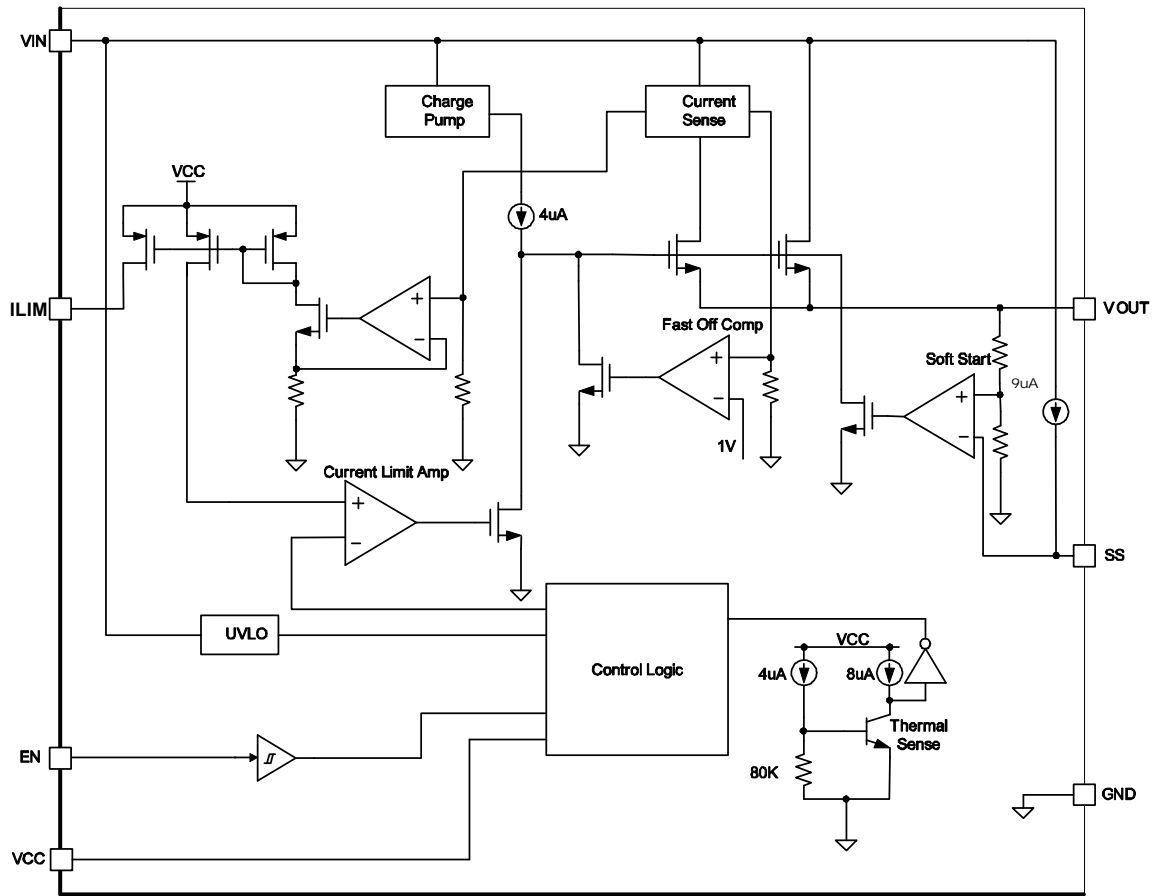 VIN
Charge
Pump
Current
Sense
VCC
4uA
ILIM
+
−
Fast Off Comp
+
−
1V
VOUT
Soft Start
9uA
+
−
Current Limit Amp
+
−
SS
UVLO
Control Logic
VCC
4uA
8uA
Thermal
Sense
80K
EN
GND
VCC